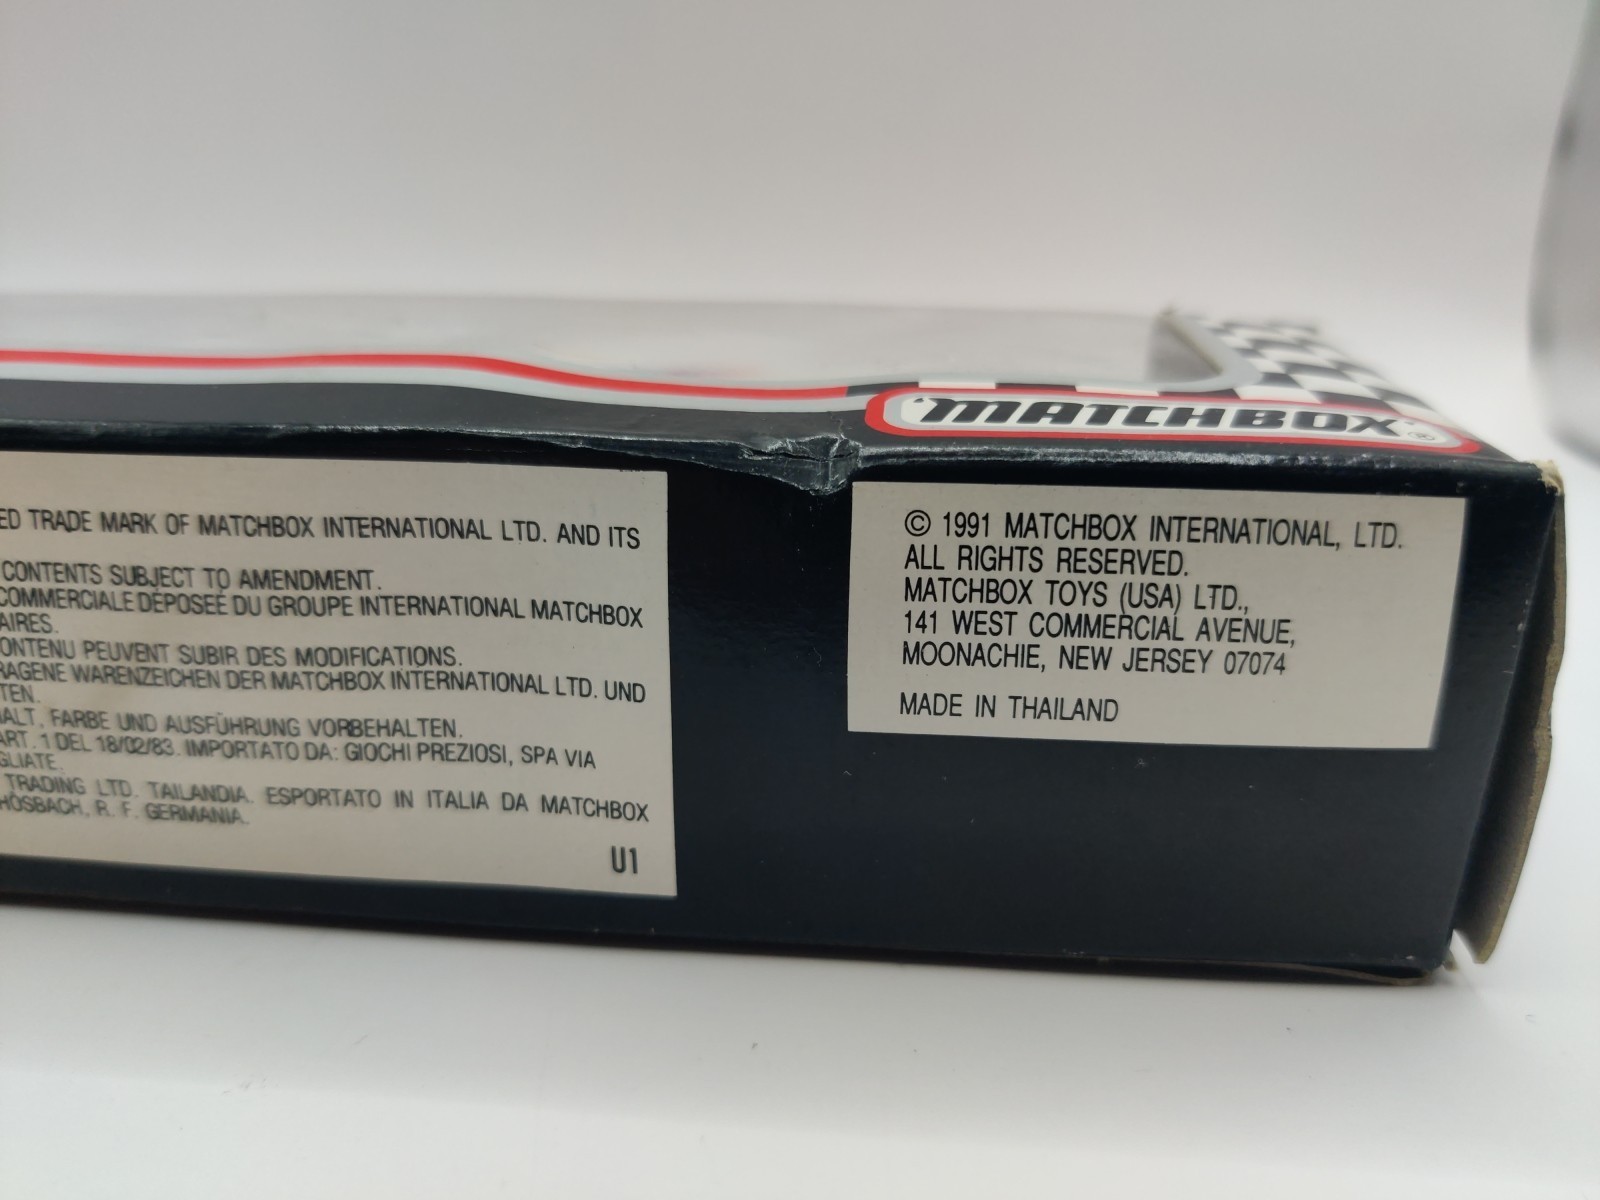 MATCHBOX®
ED TRADE MARK OF MATCHBOX INTERNATIONAL LTD. AND ITS
CONTENTS SUBJECT TO AMENDMENT.
COMMERCIALE DÉPOSÉE DU GROUPE INTERNATIONAL MATCHBOX
AIRES.
ONTENU PEUVENT SUBIR DES MODIFICATIONS.
RAGENE WARENZEICHEN DER MATCHBOX INTERNATIONAL LTD. UND
TEN.
ALT, FARBE UND AUSFÜHRUNG VORBEHALTEN.
ART. 1 DEL 18/02/83. IMPORTATO DA: GIOCHI PREZIOSI, SPA VIA
GLIATE.
TRADING LTD. TAILANDIA. ESPORTATO IN ITALIA DA MATCHBOX
HÖSBACH, R. F. GERMANIA.
U1
© 1991 MATCHBOX INTERNATIONAL, LTD.
ALL RIGHTS RESERVED.
MATCHBOX TOYS (USA) LTD.,
141 WEST COMMERCIAL AVENUE,
MOONACHIE, NEW JERSEY 07074
MADE IN THAILAND